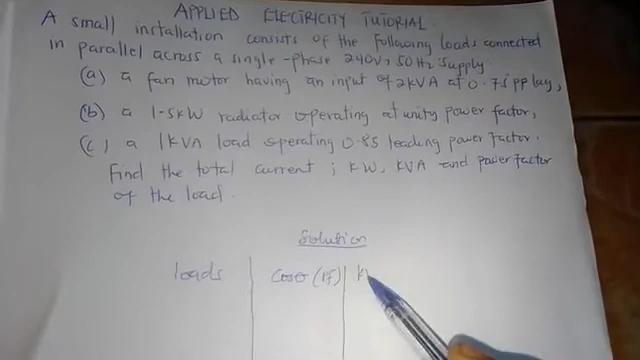 APPLIED ELECTRICITY TUTORIAL
A small installation consists of the following loads connected
in parallel across a single-phase 240V, 50Hz supply.
(a) a fan motor having an input of 2kVA at 0.75 pp lag,
(b) a 1.5kW radiator operating at unity power factor,
(c) a 1kVA load operating 0.85 leading power factor.
Find the total current; kW, kVA and power factor
of the load.
Solution
loads Cosθ (Pf) K